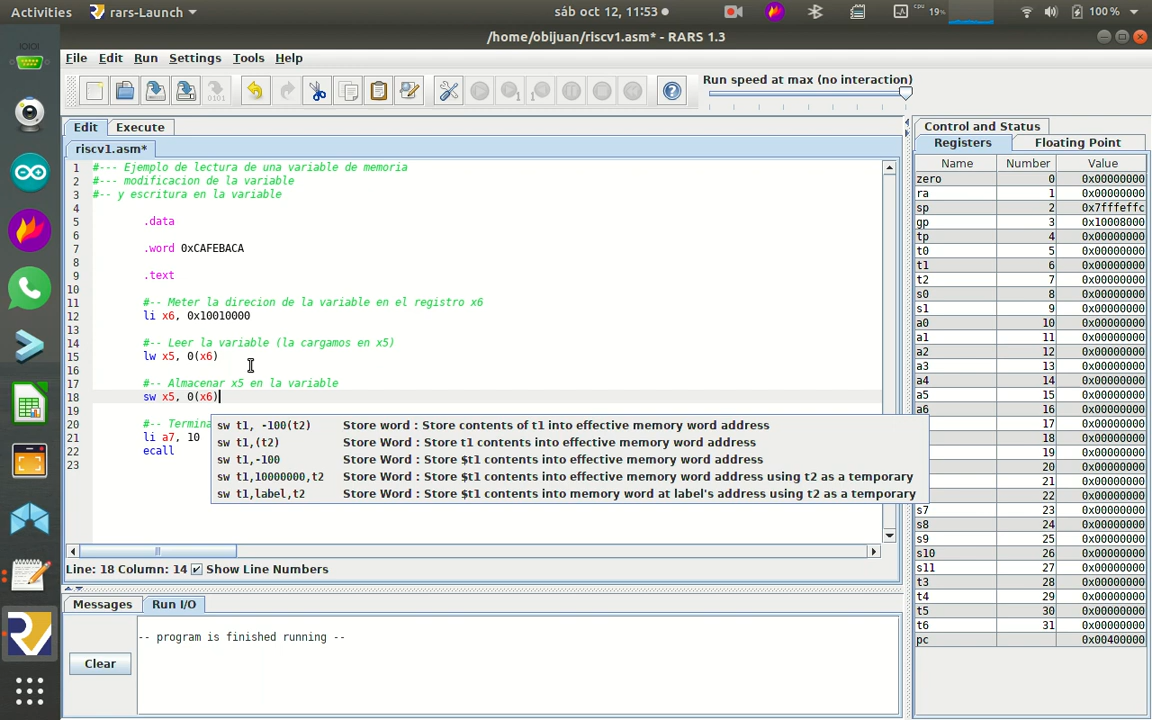 Activities rars-Launch sáb oct 12, 11:53 cpu 19% 100 %
/home/obijuan/riscv1.asm* - RARS 1.3
File Edit Run Settings Tools Help
Run speed at max (no interaction)
Edit Execute
riscv1.asm*
1 #--- Ejemplo de lectura de una variable de memoria
2 #--- modificacion de la variable
3 #-- y escritura en la variable
4
5 .data
6
7 .word 0xCAFEBACA
8
9 .text
10
11 #-- Meter la direcion de la variable en el registro x6
12 li x6, 0x10010000
13
14 #-- Leer la variable (la cargamos en x5)
15 lw x5, 0(x6)
16
17 #-- Almacenar x5 en la variable
18 sw x5, 0(x6)
19
20 #-- Termina
21 li a7, 10
22 ecall
23
sw t1, -100(t2) Store word : Store contents of t1 into effective memory word address
sw t1,(t2) Store Word : Store t1 contents into effective memory word address
sw t1,-100 Store Word : Store $t1 contents into effective memory word address
sw t1,10000000,t2 Store Word : Store $t1 contents into effective memory word address using t2 as a temporary
sw t1,label,t2 Store Word : Store $t1 contents into memory word at label's address using t2 as a temporary
Line: 18 Column: 14 Show Line Numbers
Messages Run I/O
-- program is finished running --
Clear
Control and Status
Registers Floating Point
Name Number Value
zero 0 0x00000000
ra 1 0x00000000
sp 2 0x7fffeffc
gp 3 0x10008000
tp 4 0x00000000
t0 5 0x00000000
t1 6 0x00000000
t2 7 0x00000000
s0 8 0x00000000
s1 9 0x00000000
a0 10 0x00000000
a1 11 0x00000000
a2 12 0x00000000
a3 13 0x00000000
a4 14 0x00000000
a5 15 0x00000000
a6 16 0x00000000
17 0x00000000
18 0x00000000
19 0x00000000
20 0x00000000
21 0x00000000
22 0x00000000
s7 23 0x00000000
s8 24 0x00000000
s9 25 0x00000000
s10 26 0x00000000
s11 27 0x00000000
t3 28 0x00000000
t4 29 0x00000000
t5 30 0x00000000
t6 31 0x00000000
pc 0x00400000